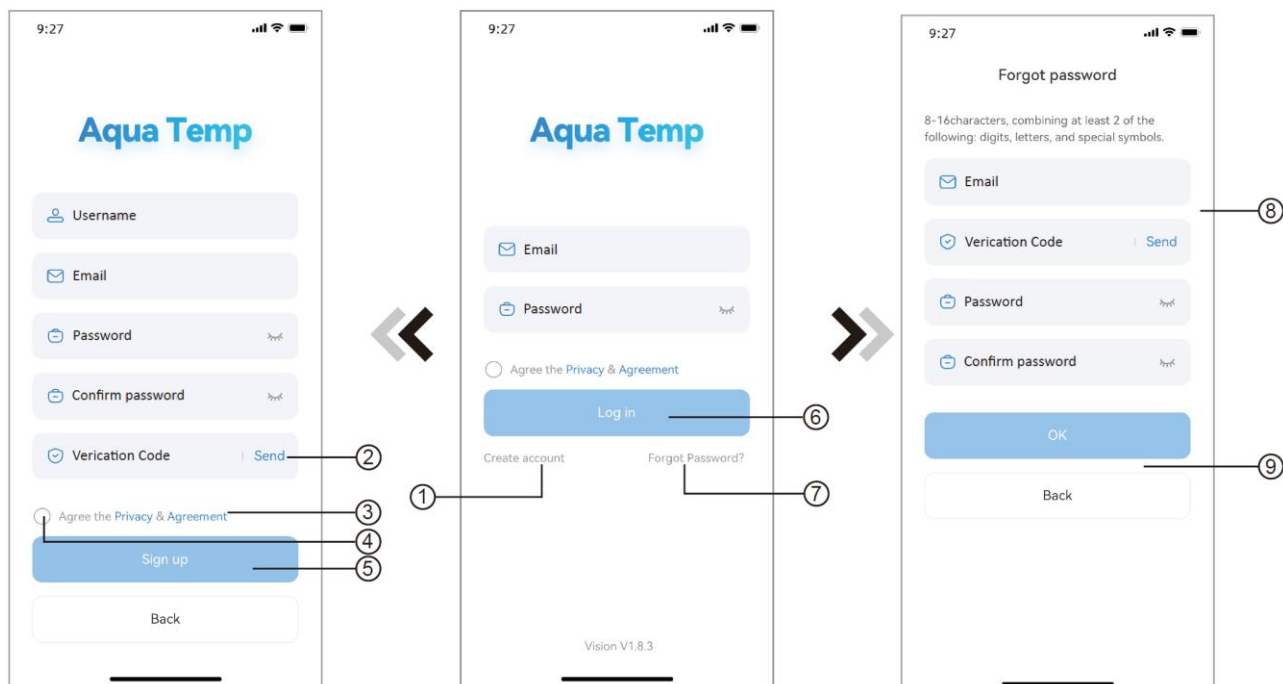 9:27
Aqua Temp
Username
Email
Password
Confirm password
Verication Code Send
Agree the Privacy & Agreement
Sign up
Back
②
③
④
⑤
9:27
Aqua Temp
Email
Password
Agree the Privacy & Agreement
Log in
Create account Forgot Password?
Vision V1.8.3
①
⑥
⑦
9:27
Forgot password
8-16characters, combining at least 2 of the
following: digits, letters, and special symbols.
Email
Verication Code Send
Password
Confirm password
OK
Back
⑧
⑨